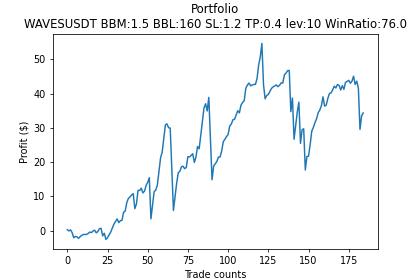 Portfolio
WAVESUSDT BBM:1.5 BBL:160 SL:1.2 TP:0.4 lev:10 WinRatio:76.0
50
40
30
20
10
0
Profit ($)
0 25 50 75 100 125 150 175
Trade counts